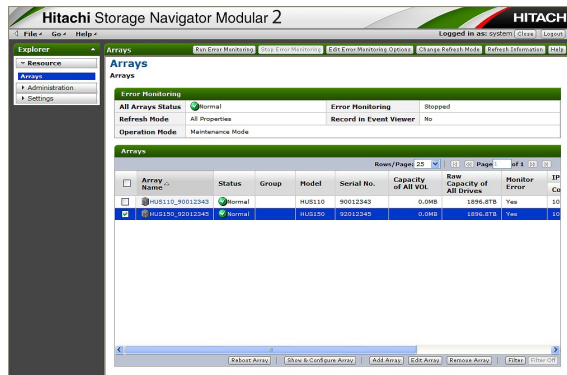 Hitachi Storage Navigator Modular 2
HITACH
File Go Help
Logged in as: system Close Logout
Explorer
Arrays
Run Error Monitoring Stop Error Monitoring Edit Error Monitoring Options Change Refresh Mode Refresh Information Help
Resource
Arrays
Administration
Settings
Arrays
Arrays
Error Monitoring
All Arrays Status Normal Error Monitoring Stopped
Refresh Mode All Properties Record in Event Viewer No
Operation Mode Maintenance Mode
Arrays
Rows/Page: 25 Page 1 of 1
Array Name Status Group Model Serial No. Capacity of All VOL Raw Capacity of All Drives Monitor Error IP
Co
HUS110_90012343 Normal HUS110 90012343 0.0MB 1896.8TB Yes 10
HUS150_92012345 Normal HUS150 92012345 0.0MB 1896.8TB Yes 10
Reboot Array Show & Configure Array Add Array Edit Array Remove Array Filter Filter Off